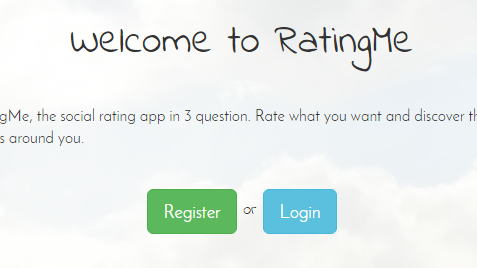 Welcome to RatingMe
gMe, the social rating app in 3 question. Rate what you want and discover th
s around you.
Register or Login